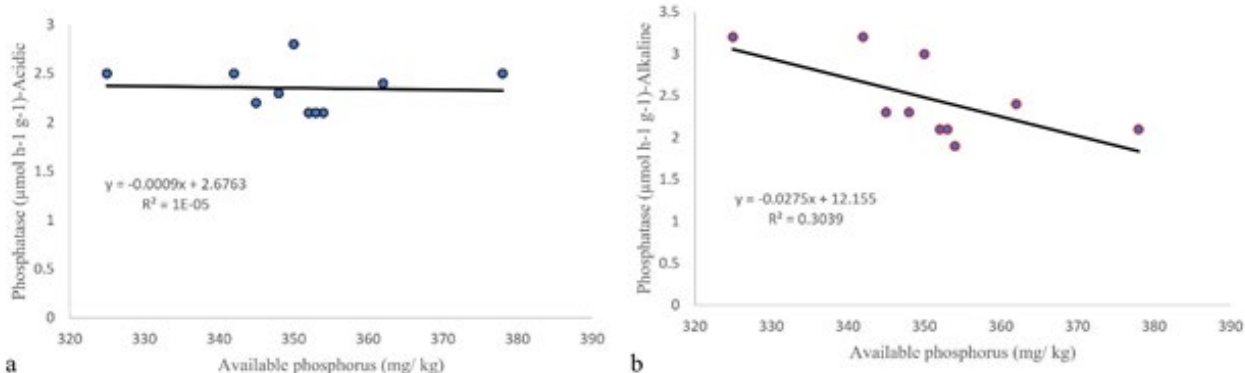 Phosphatase (µmol h-1 g-1)-Acidic
3
2.5
2
1.5
1
0.5
0
y = -0.0009x + 2.6763
R² = 1E-05
320 330 340 350 360 370 380 390
Available phosphorus (mg/ kg)
a
Phosphatase (µmol h-1 g-1)-Alkaline
3.5
3
2.5
2
1.5
1
0.5
0
y = -0.0275x + 12.155
R² = 0.3039
320 330 340 350 360 370 380 390
Available phosphorus (mg/ kg)
b